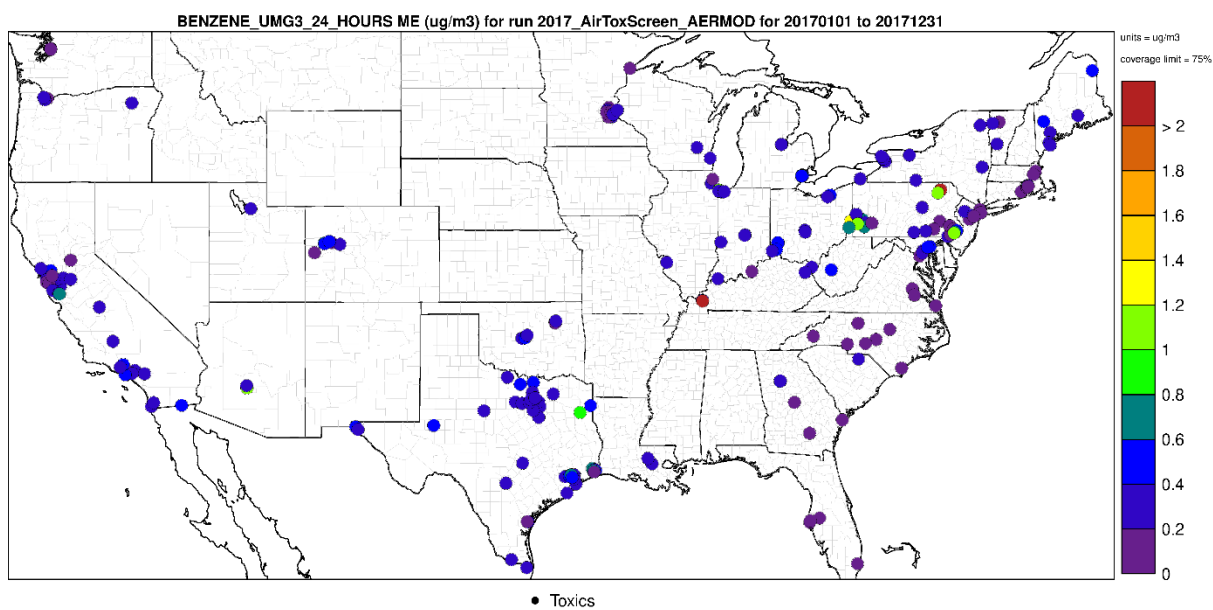 BENZENE_UMG3_24_HOURS ME (ug/m3) for run 2017_AirToxScreen_AERMOD for 20170101 to 20171231
units = ug/m3
coverage limit = 75%
> 2
1.8
1.6
1.4
1.2
1
0.8
0.6
0.4
0.2
0
Toxics